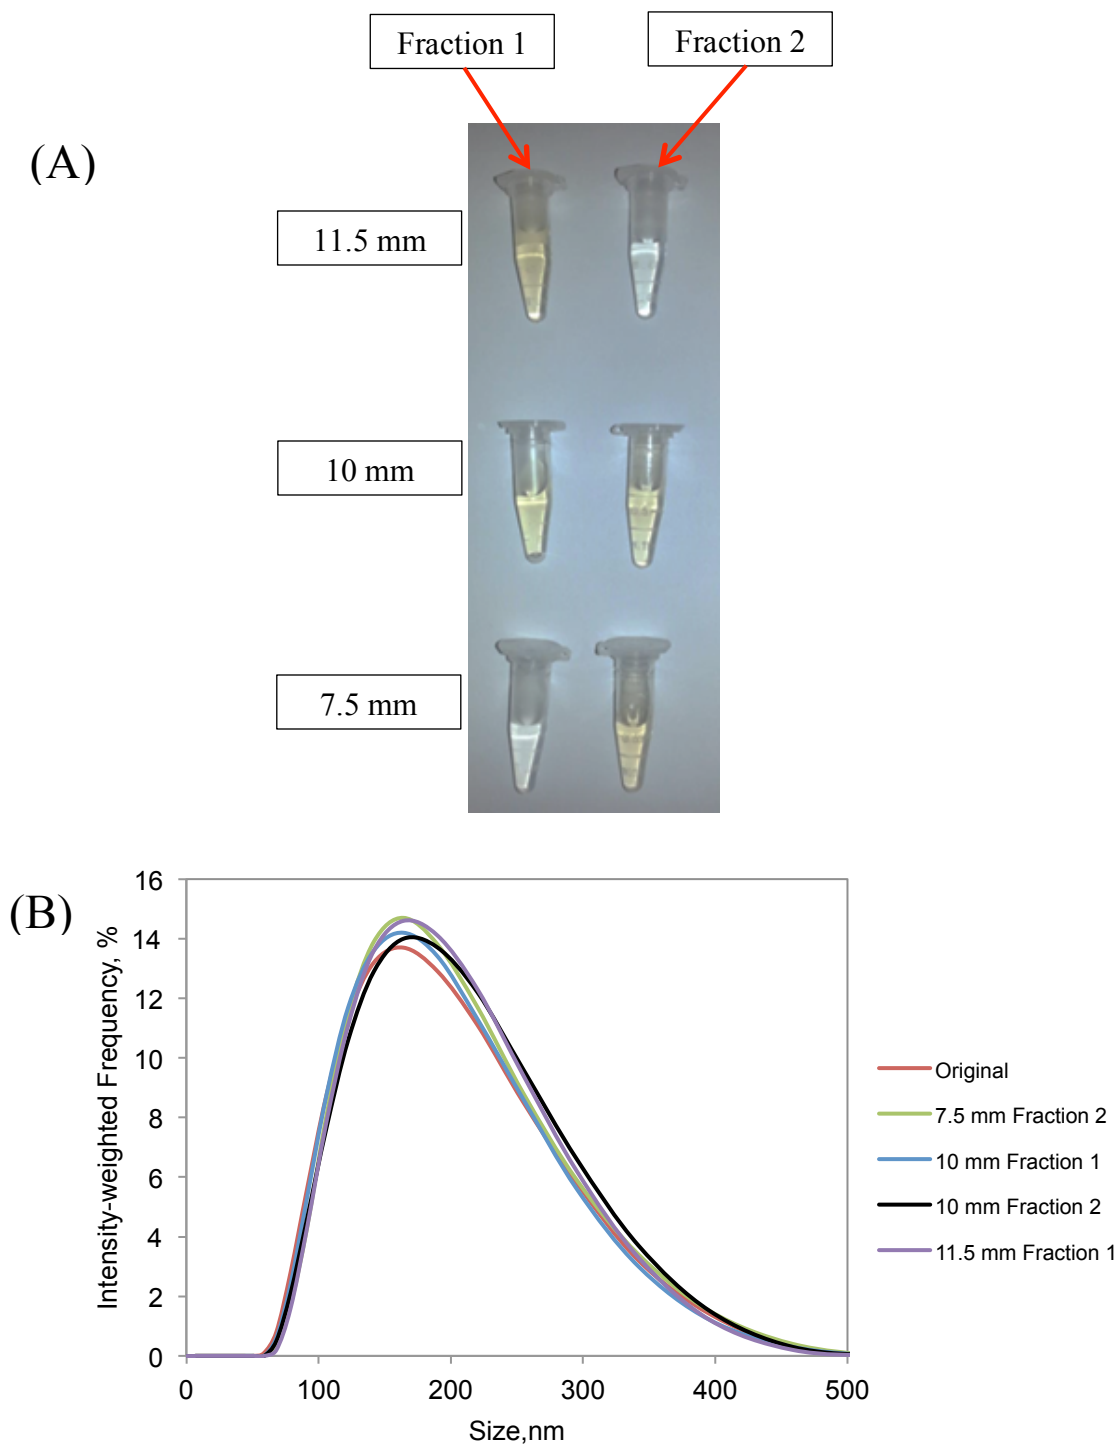 Fraction 1
Fraction 2
(A)
11.5 mm
10 mm
7.5 mm
(B)
Intensity-weighted Frequency, %
16
14
12
10
8
6
4
2
0
0 100 200 300 400 500
Size,nm
Original
7.5 mm Fraction 2
10 mm Fraction 1
10 mm Fraction 2
11.5 mm Fraction 1